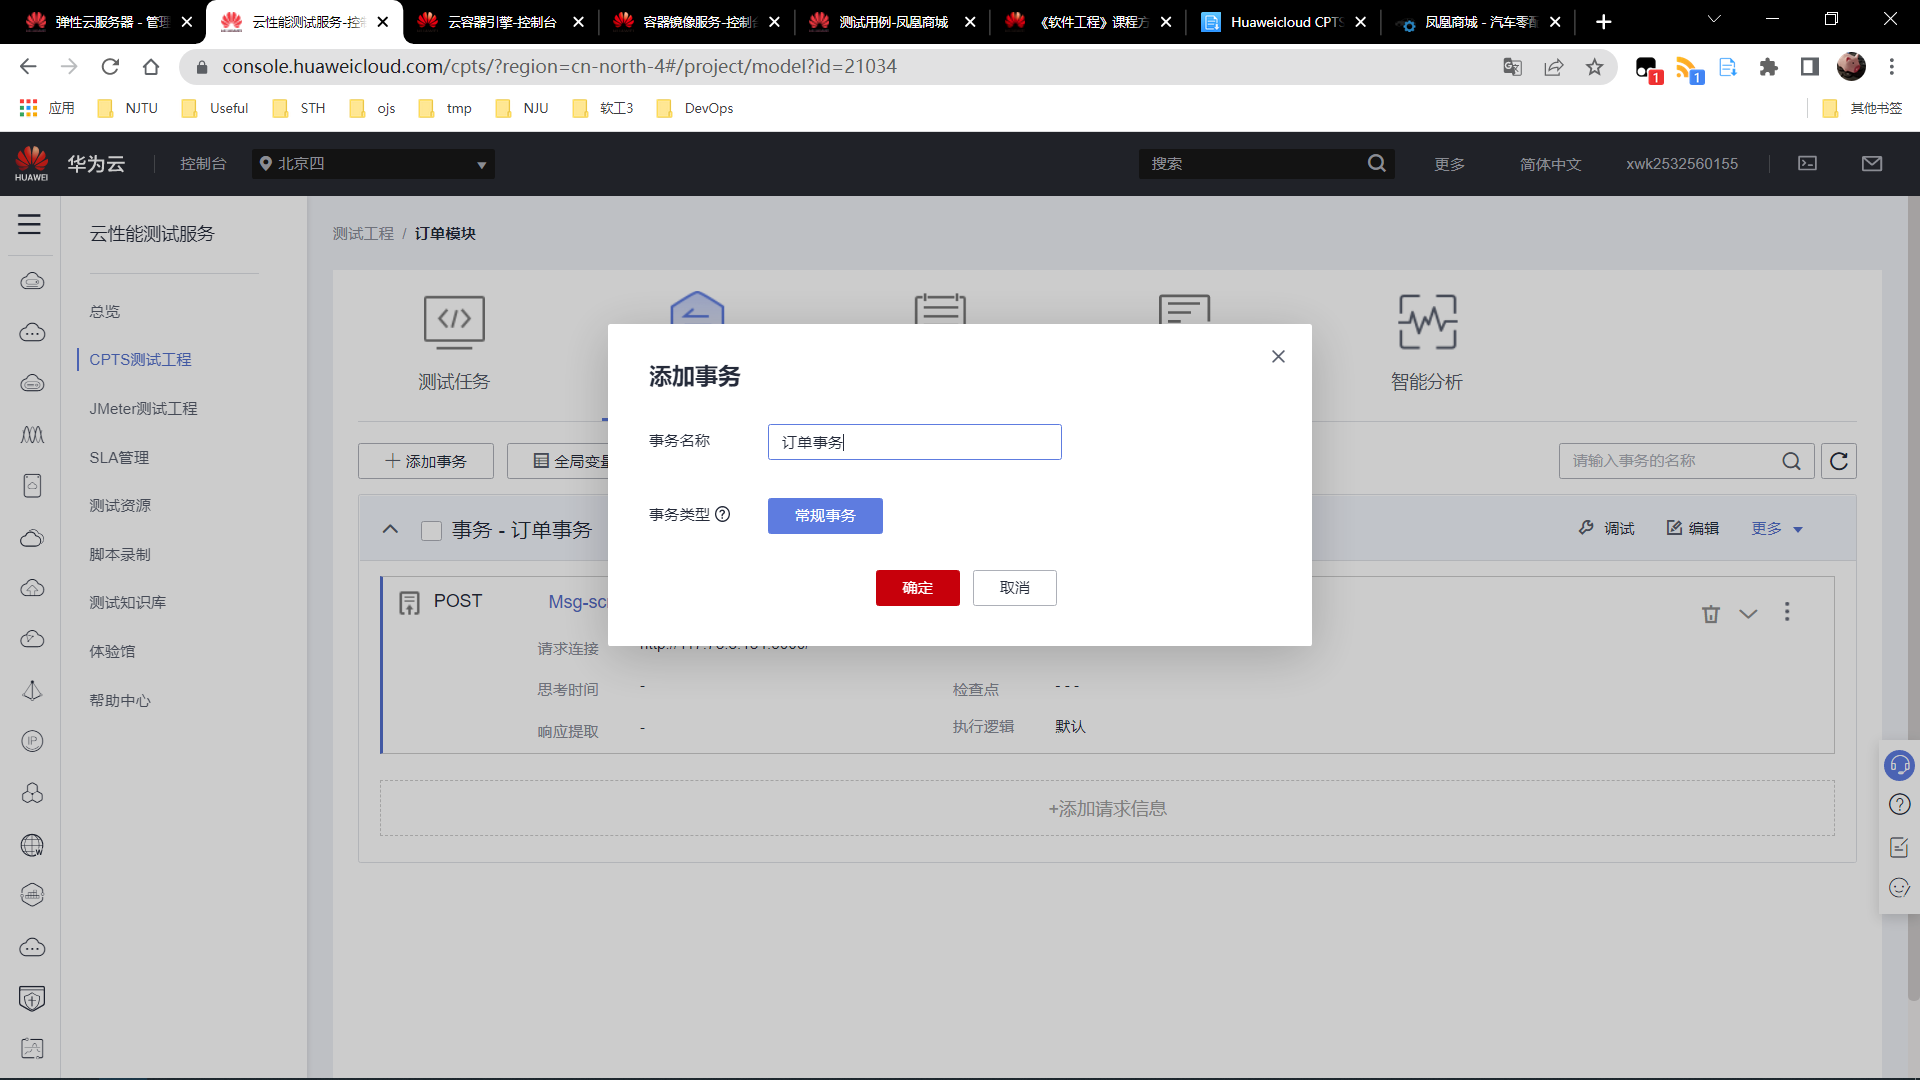 弹性云服务器 - 管理
云性能测试服务-控制
云容器引擎-控制台
容器镜像服务-控制台
测试用例-凤凰商城
《软件工程》课程方
Huaweicloud CPTS
凤凰商城 - 汽车零配
console.huaweicloud.com/cpts/?region=cn-north-4#/project/model?id=21034
1
1
应用
NJTU
Useful
STH
ojs
tmp
NJU
软工3
DevOps
其他书签
HUAWEI
华为云
控制台
北京四
搜索
更多
简体中文
xwk2532560155
云性能测试服务
总览
CPTS测试工程
JMeter测试工程
SLA管理
测试资源
脚本录制
测试知识库
体验馆
帮助中心
IP
测试工程 / 订单模块
测试任务
智能分析
添加事务
全局变量
请输入事务的名称
事务 - 订单事务
调试
编辑
更多
POST
Msg-sc
请求连接
思考时间
-
检查点
- - -
响应提取
-
执行逻辑
默认
+添加请求信息
添加事务
事务名称
订单事务
事务类型
常规事务
确定
取消